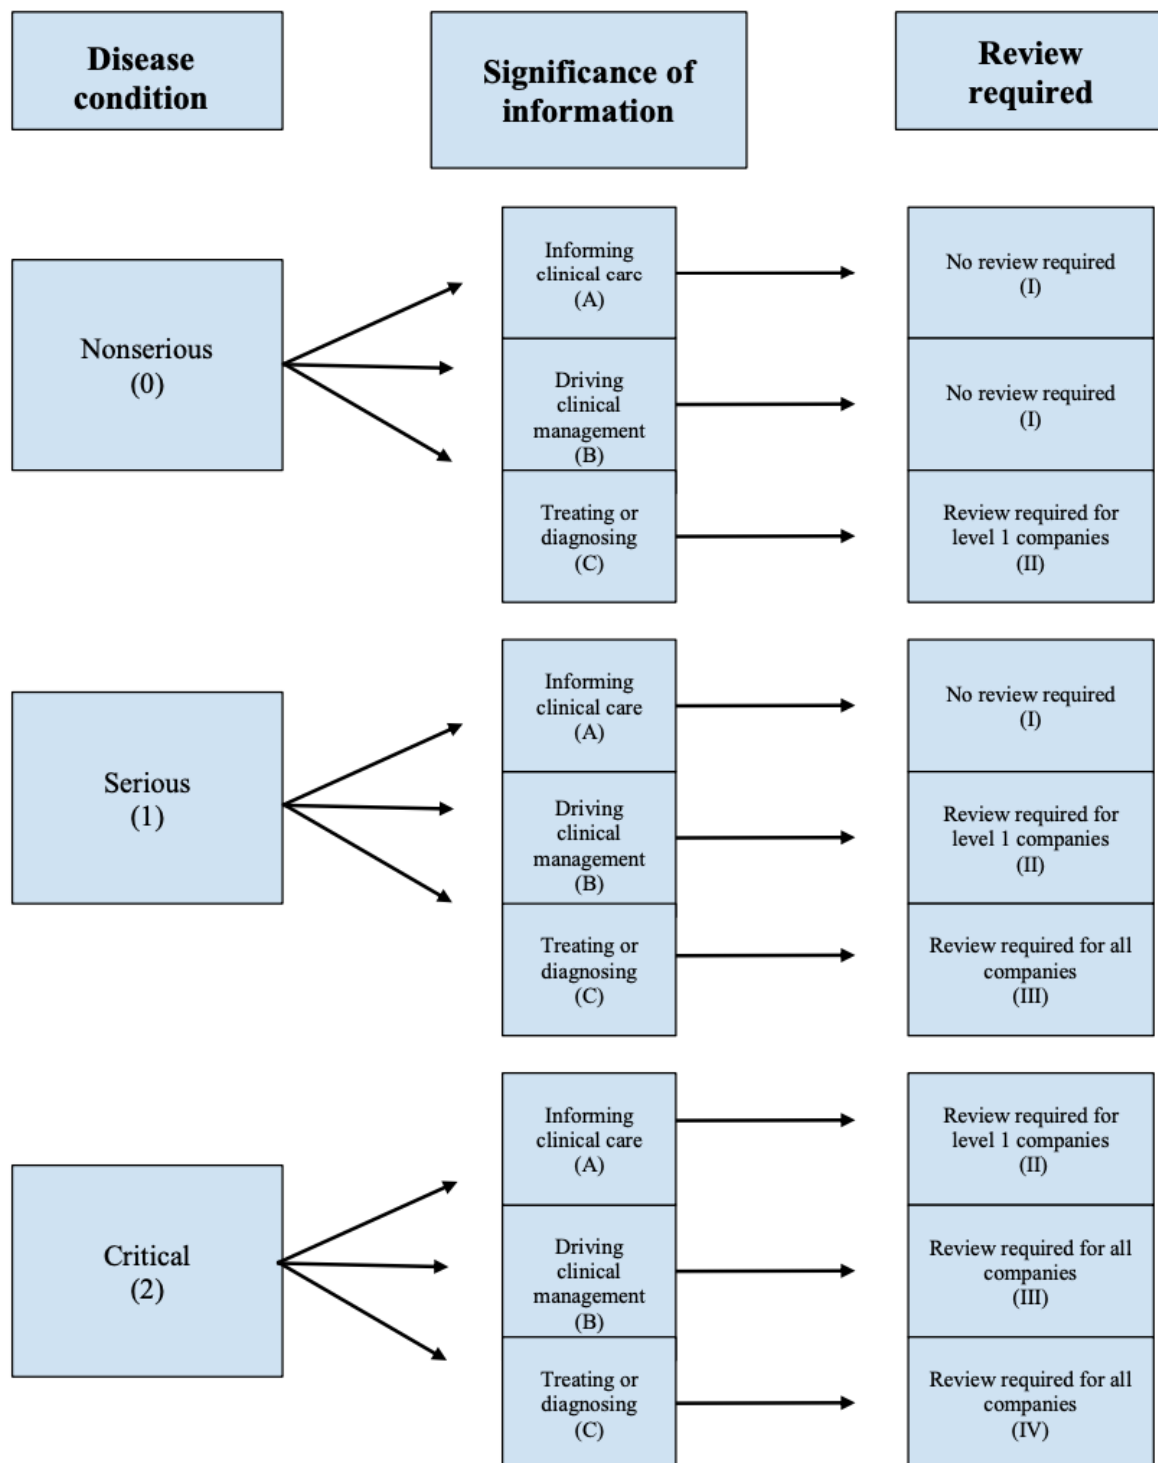 Disease
condition
Significance of
information
Review
required
Nonserious
(0)
Informing
clinical care
(A)
No review required
(I)
Driving
clinical
management
(B)
No review required
(I)
Treating or
diagnosing
(C)
Review required for
level 1 companies
(II)
Serious
(1)
Informing
clinical care
(A)
No review required
(I)
Driving
clinical
management
(B)
Review required for
level 1 companies
(II)
Treating or
diagnosing
(C)
Review required for all
companies
(III)
Critical
(2)
Informing
clinical care
(A)
Review required for
level 1 companies
(II)
Driving
clinical
management
(B)
Review required for all
companies
(III)
Treating or
diagnosing
(C)
Review required for all
companies
(IV)